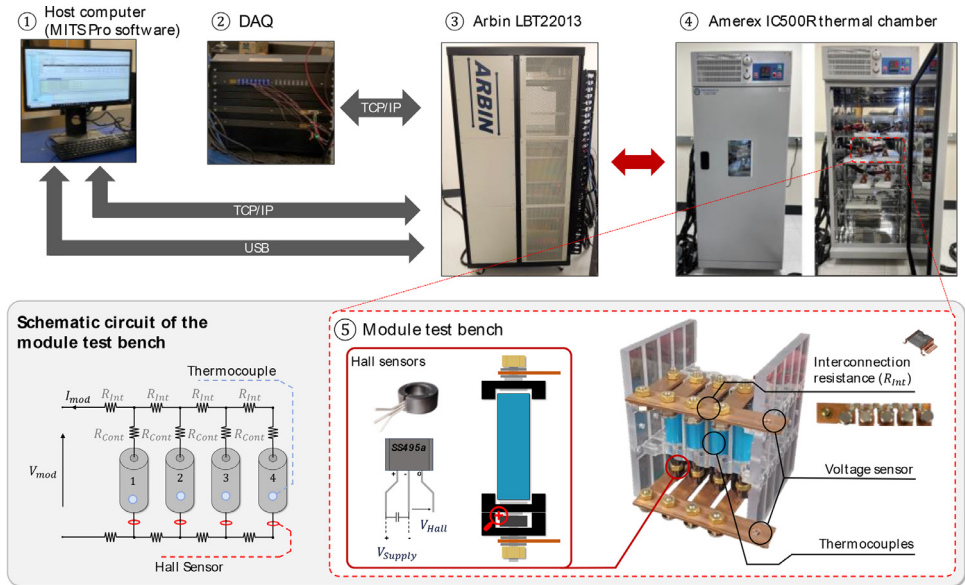 ① Host computer
(MITSPro software)
② DAQ
③ Arbin LBT22013
④ Amerex IC500R thermal chamber
TCP/IP
ARBIN
TCP/IP
USB
Schematic circuit of the
module test bench
Thermocouple
I_mod
R_Int R_Int R_Int R_Int
R_Cont R_Cont R_Cont R_Cont
V_mod
1 2 3 4
Hall Sensor
⑤ Module test bench
Hall sensors
SS495a
+ - o
V_Hall
V_Supply
Interconnection
resistance (R_Int)
Voltage sensor
Thermocouples